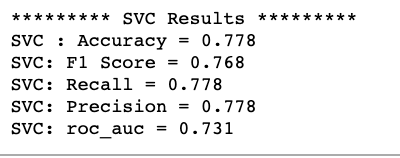 ********* SVC Results *********
SVC : Accuracy = 0.778
SVC: F1 Score = 0.768
SVC: Recall = 0.778
SVC: Precision = 0.778
SVC: roc_auc = 0.731